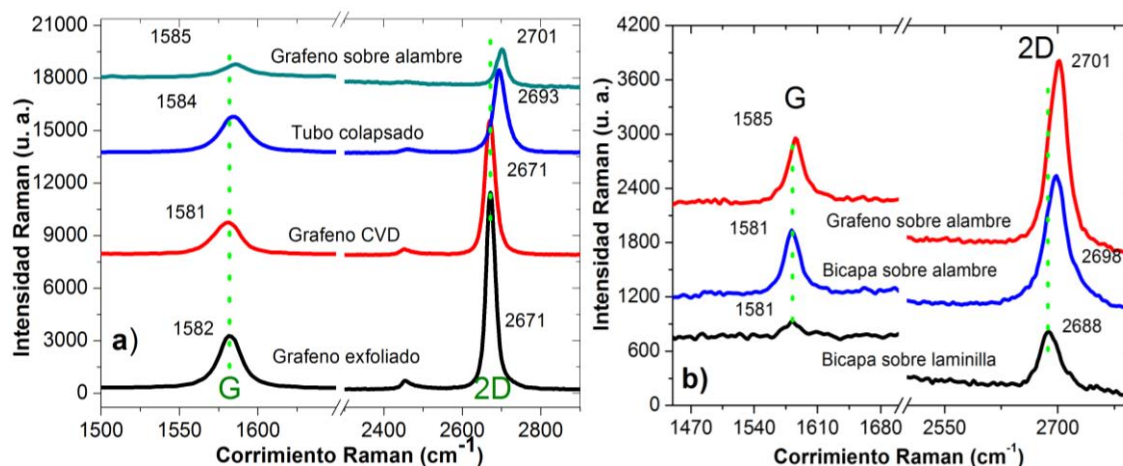 21000
18000
15000
12000
9000
6000
3000
0
Intensidad Raman (u. a.)
1585
Grafeno sobre alambre
2701
1584
2693
Tubo colapsado
2671
1581
Grafeno CVD
a)
1582
2671
Grafeno exfoliado
G
2D
1500 1550 1600 2400 2600 2800
Corrimiento Raman (cm-1)
4200
3600
3000
2400
1800
1200
600
0
Intensidad Raman (u. a.)
2D
2701
G
1585
Grafeno sobre alambre
1581
2698
Bicapa sobre alambre
1581
2688
b)
Bicapa sobre laminilla
1470 1540 1610 1680 2550 2700
Corrimiento Raman (cm-1)